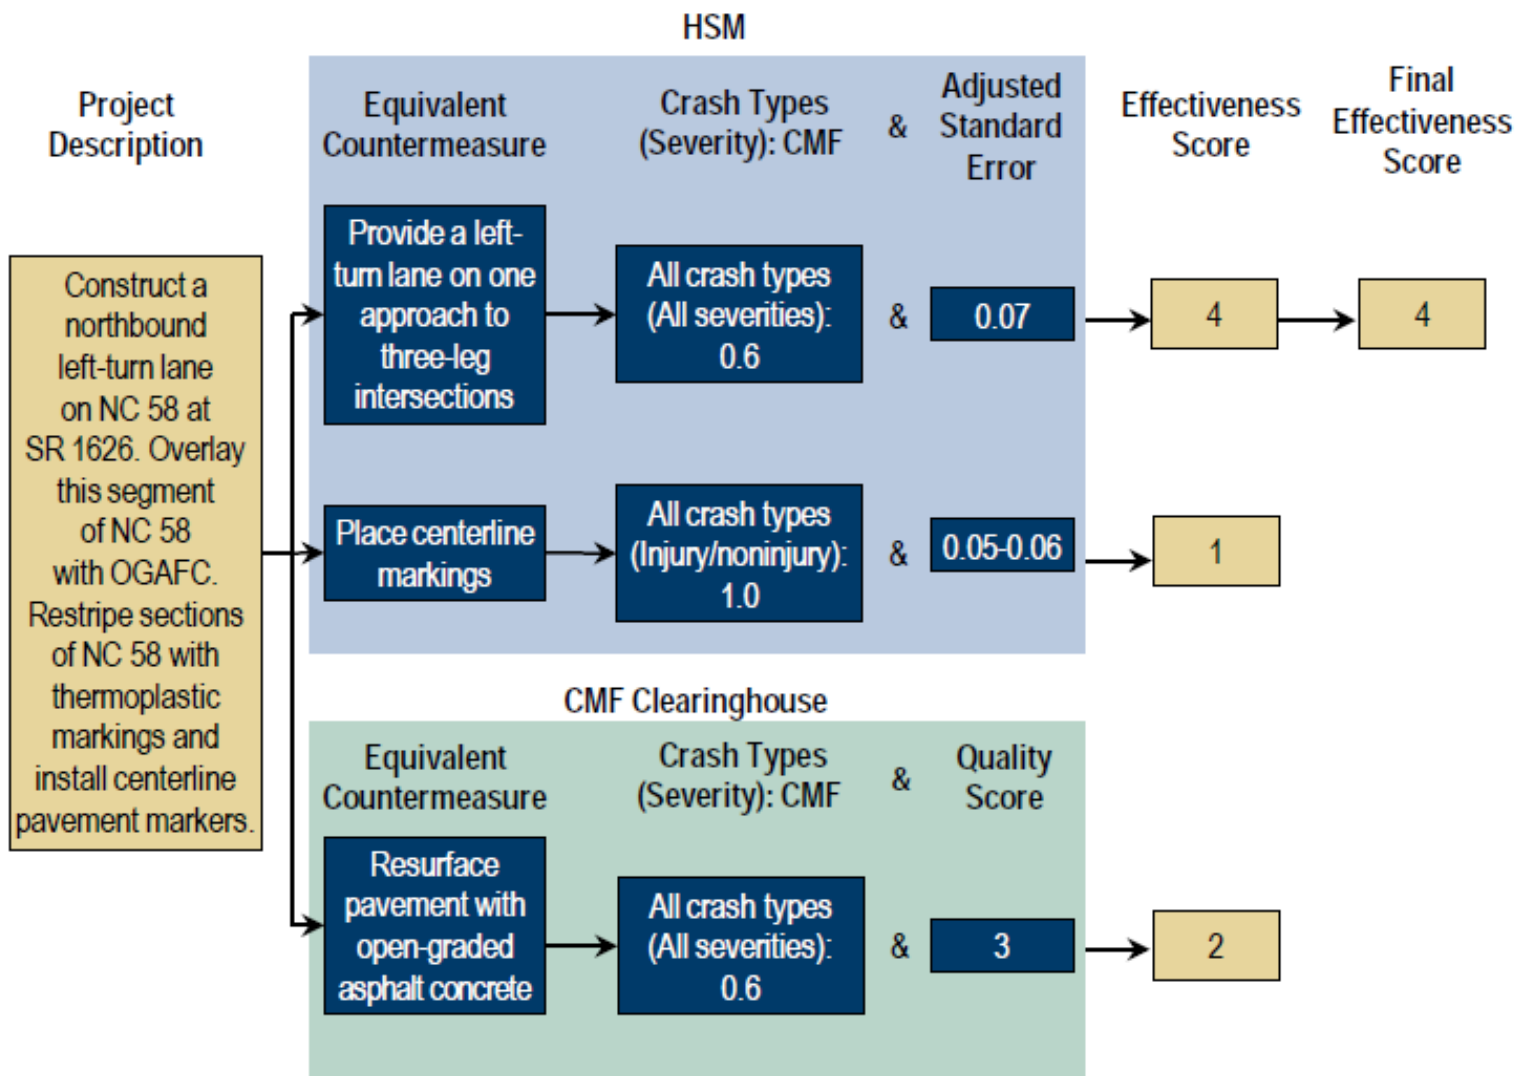 HSM
Project
Description
Equivalent
Countermeasure
Crash Types
(Severity): CMF
&
Adjusted
Standard
Error
Effectiveness
Score
Final
Effectiveness
Score
Construct a
northbound
left-turn lane
on NC 58 at
SR 1626. Overlay
this segment
of NC 58
with OGAFC.
Restripe sections
of NC 58 with
thermoplastic
markings and
install centerline
pavement markers.
Provide a left-
turn lane on one
approach to
three-leg
intersections
All crash types
(All severities):
0.6
&
0.07
4
4
Place centerline
markings
All crash types
(Injury/noninjury):
1.0
&
0.05-0.06
1
CMF Clearinghouse
Equivalent
Countermeasure
Crash Types
(Severity): CMF
&
Quality
Score
Resurface
pavement with
open-graded
asphalt concrete
All crash types
(All severities):
0.6
&
3
2